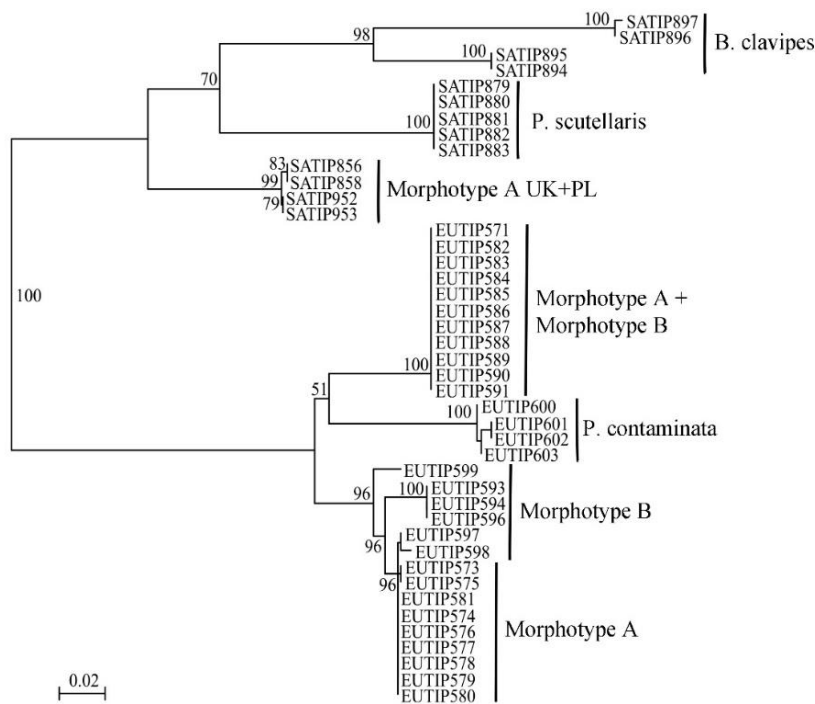 100
SATIP897
SATIP896
B. clavipes
98
100
SATIP895
SATIP894
70
SATIP879
SATIP880
SATIP881
SATIP882
SATIP883
100
P. scutellaris
83
SATIP856
99
SATIP858
79
SATIP952
SATIP953
Morphotype A UK+PL
100
EUTIP571
EUTIP582
EUTIP583
EUTIP584
EUTIP585
EUTIP586
EUTIP587
EUTIP588
EUTIP589
EUTIP590
EUTIP591
100
Morphotype A +
Morphotype B
51
100
EUTIP600
EUTIP601
EUTIP602
EUTIP603
P. contaminata
96
EUTIP599
100
EUTIP593
EUTIP594
EUTIP596
96
EUTIP597
EUTIP598
Morphotype B
96
EUTIP573
EUTIP575
EUTIP581
EUTIP574
EUTIP576
EUTIP577
EUTIP578
EUTIP579
EUTIP580
Morphotype A
0.02